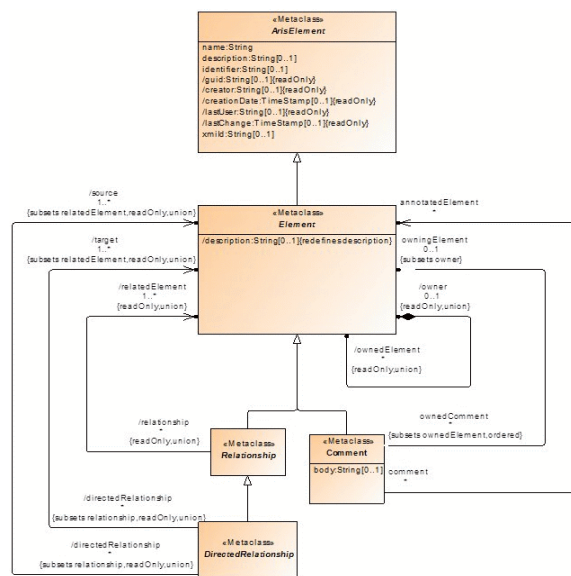 «Metaclass»
ArisElement
name:String
description:String[0..1]
identifier:String[0..1]
/guid:String[0..1]{readOnly}
/creator:String[0..1]{readOnly}
/creationDate:TimeStamp[0..1]{readOnly}
/lastUser:String[0..1]{readOnly}
/lastChange:TimeStamp[0..1]{readOnly}
xmiId:String[0..1]
/source
1..*
{subsets relatedElement,readOnly,union}
/target
1..*
{subsets relatedElement,readOnly,union}
/relatedElement
1..*
{readOnly,union}
«Metaclass»
Element
/description:String[0..1]{redefinesdescription}
annotatedElement
*
owningElement
0..1
{subsets owner}
/owner
0..1
{readOnly,union}
/ownedElement
*
{readOnly,union}
/relationship
*
{readOnly,union}
«Metaclass»
Relationship
«Metaclass»
Comment
body:String[0..1]
ownedComment
*
{subsets ownedElement,ordered}
comment
*
/directedRelationship
*
{subsets relationship,readOnly,union}
/directedRelationship
*
{subsets relationship,readOnly,union}
«Metaclass»
DirectedRelationship